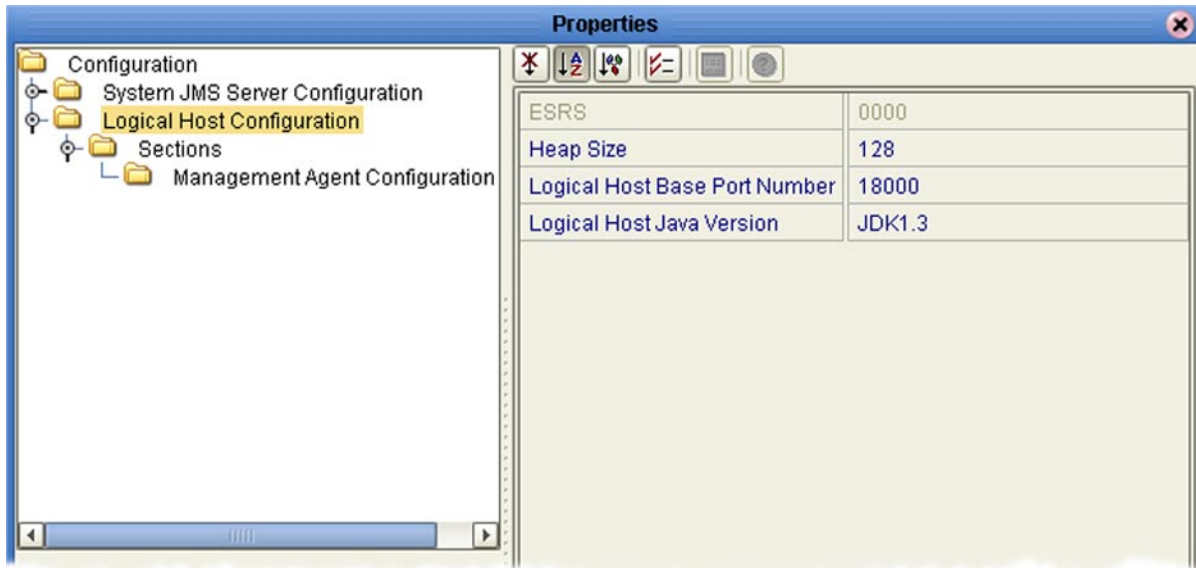 Properties
Configuration
System JMS Server Configuration
Logical Host Configuration
Sections
Management Agent Configuration
A
Z
ESRS 0000
Heap Size 128
Logical Host Base Port Number 18000
Logical Host Java Version JDK1.3